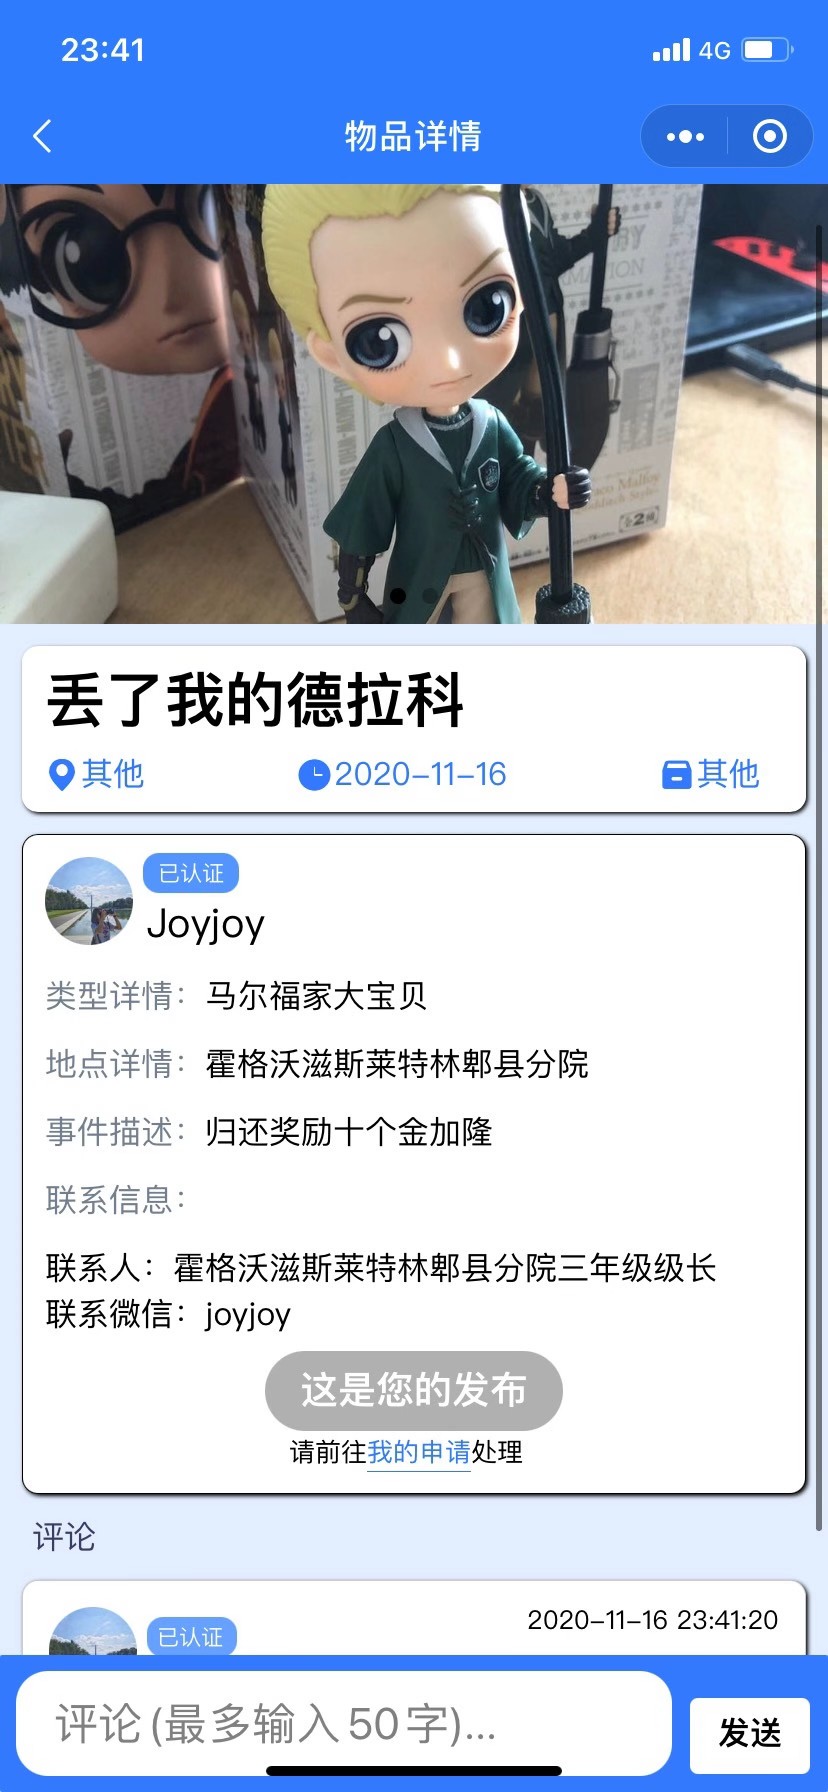 23:41
4G
物品详情
丢了我的德拉科
其他
2020-11-16
其他
已认证
Joyjoy
类型详情：马尔福家大宝贝
地点详情：霍格沃滋斯莱特林郫县分院
事件描述：归还奖励十个金加隆
联系信息：
联系人：霍格沃滋斯莱特林郫县分院三年级级长
联系微信：joyjoy
这是您的发布
请前往我的申请处理
评论
2020-11-16 23:41:20
已认证
评论(最多输入50字)...
发送